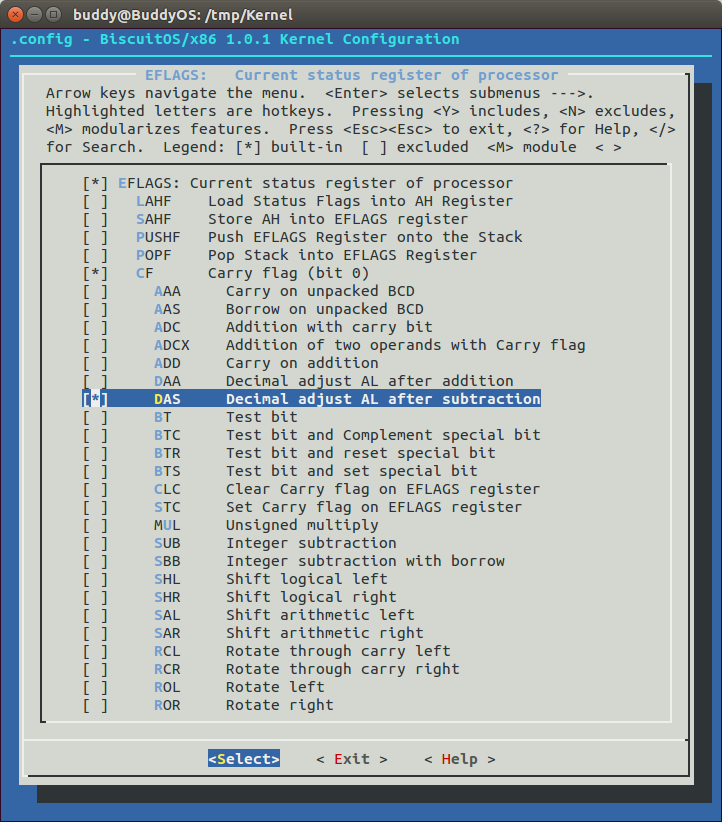 buddy@BuddyOS: /tmp/Kernel
.config - BiscuitOS/x86 1.0.1 Kernel Configuration
EFLAGS:   Current status register of processor
Arrow keys navigate the menu.  <Enter> selects submenus --->.
Highlighted letters are hotkeys.  Pressing <Y> includes, <N> excludes,
<M> modularizes features.  Press <Esc><Esc> to exit, <?> for Help, </>
for Search.  Legend: [*] built-in  [ ] excluded  <M> module  < >
[*] EFLAGS: Current status register of processor
[ ]   LAHF    Load Status Flags into AH Register
[ ]   SAHF    Store AH into EFLAGS register
[ ]   PUSHF   Push EFLAGS Register onto the Stack
[ ]   POPF    Pop Stack into EFLAGS Register
[*]   CF      Carry flag (bit 0)
[ ]     AAA     Carry on unpacked BCD
[ ]     AAS     Borrow on unpacked BCD
[ ]     ADC     Addition with carry bit
[ ]     ADCX    Addition of two operands with Carry flag
[ ]     ADD     Carry on addition
[ ]     DAA     Decimal adjust AL after addition
[*]     DAS     Decimal adjust AL after subtraction
[ ]     BT      Test bit
[ ]     BTC     Test bit and Complement special bit
[ ]     BTR     Test bit and reset special bit
[ ]     BTS     Test bit and set special bit
[ ]     CLC     Clear Carry flag on EFLAGS register
[ ]     STC     Set Carry flag on EFLAGS register
[ ]     MUL     Unsigned multiply
[ ]     SUB     Integer subtraction
[ ]     SBB     Integer subtraction with borrow
[ ]     SHL     Shift logical left
[ ]     SHR     Shift logical right
[ ]     SAL     Shift arithmetic left
[ ]     SAR     Shift arithmetic right
[ ]     RCL     Rotate through carry left
[ ]     RCR     Rotate through carry right
[ ]     ROL     Rotate left
[ ]     ROR     Rotate right
<Select>    < Exit >    < Help >